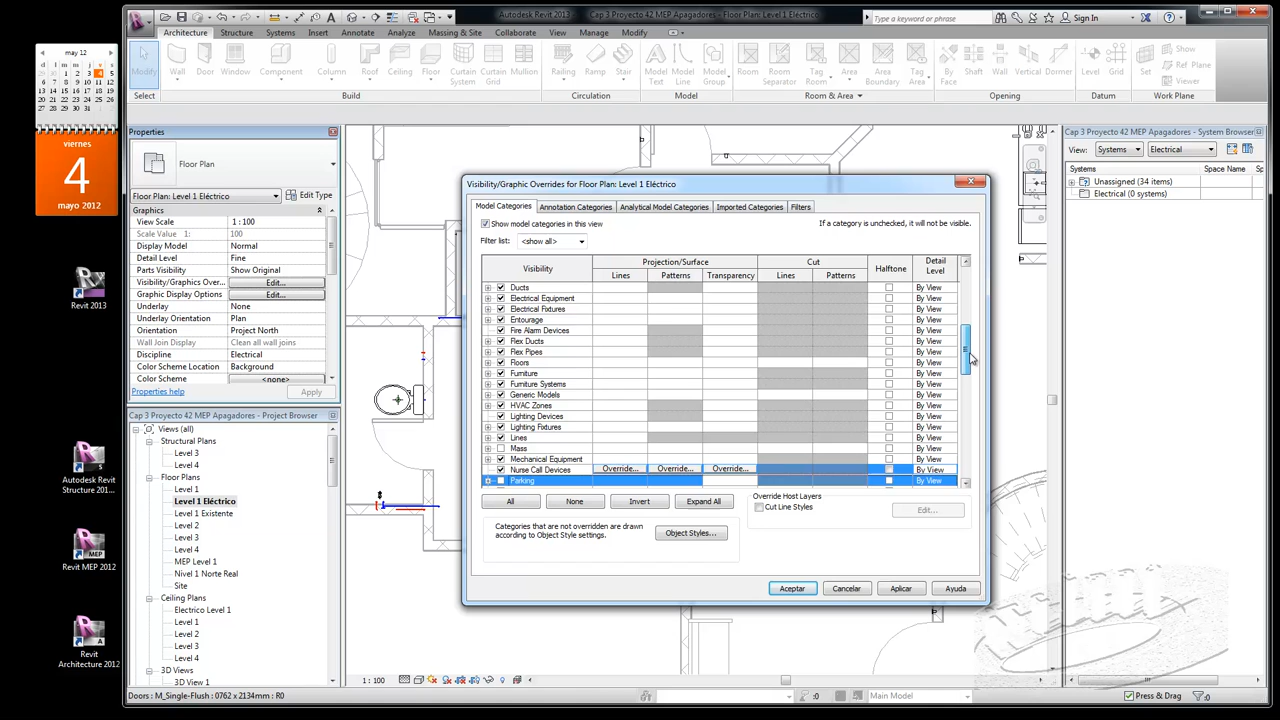 may 12
viernes
4
mayo 2012
Revit 2013
Autodesk Revit Structure 2012
Revit MEP 2012
Revit Architecture 2012
Autodesk Revit 2013 - Cap 3 Proyecto 42 MEP Apagadores - Floor Plan: Level 1 Eléctrico
Type a keyword or phrase
Sign In
Architecture Structure Systems Insert Annotate Analyze Massing & Site Collaborate View Manage Modify
Modify Wall Door Window Component Column Roof Ceiling Floor Curtain System Curtain Grid Mullion Railing Ramp Stair Model Text Model Line Model Group Room Room Separator Tag Room Area Area Boundary Tag Area By Face Shaft Wall Vertical Dormer Level Grid Set Show Ref Plane Viewer
Select Build Circulation Model Room & Area Opening Datum Work Plane
Properties
Floor Plan
Floor Plan: Level 1 Eléctrico Edit Type
Graphics
View Scale 1 : 100
Scale Value 1: 100
Display Model Normal
Detail Level Fine
Parts Visibility Show Original
Visibility/Graphics Over... Edit...
Graphic Display Options Edit...
Underlay None
Underlay Orientation Plan
Orientation Project North
Wall Join Display Clean all wall joins
Discipline Electrical
Color Scheme Location Background
Color Scheme <none>
Properties help Apply
Cap 3 Proyecto 42 MEP Apagadores - Project Browser
Views (all)
Structural Plans
Level 3
Level 4
Floor Plans
Level 1
Level 1 Eléctrico
Level 1 Existente
Level 2
Level 3
Level 4
MEP Level 1
Nivel 1 Norte Real
Site
Ceiling Plans
Electrico Level 1
Level 1
Level 2
Level 3
Level 4
3D Views
3D View 1
Visibility/Graphic Overrides for Floor Plan: Level 1 Eléctrico
Model Categories Annotation Categories Analytical Model Categories Imported Categories Filters
Show model categories in this view If a category is unchecked, it will not be visible.
Filter list: <show all>
Visibility Projection/Surface Cut Halftone Detail Level
Lines Patterns Transparency Lines Patterns
Ducts By View
Electrical Equipment By View
Electrical Fixtures By View
Entourage By View
Fire Alarm Devices By View
Flex Ducts By View
Flex Pipes By View
Floors By View
Furniture By View
Furniture Systems By View
Generic Models By View
HVAC Zones By View
Lighting Devices By View
Lighting Fixtures By View
Lines By View
Mass By View
Mechanical Equipment By View
Nurse Call Devices Override... Override... Override... By View
Parking By View
All None Invert Expand All
Override Host Layers
Cut Line Styles Edit...
Categories that are not overridden are drawn
according to Object Style settings.
Object Styles...
Aceptar Cancelar Aplicar Ayuda
Cap 3 Proyecto 42 MEP Apagadores - System Browser
View: Systems Electrical
Systems Space Name Sp
Unassigned (34 items)
Electrical (0 systems)
1 : 100
Doors : M_Single-Flush : 0762 x 2134mm : R0
:0 Main Model Press & Drag :0